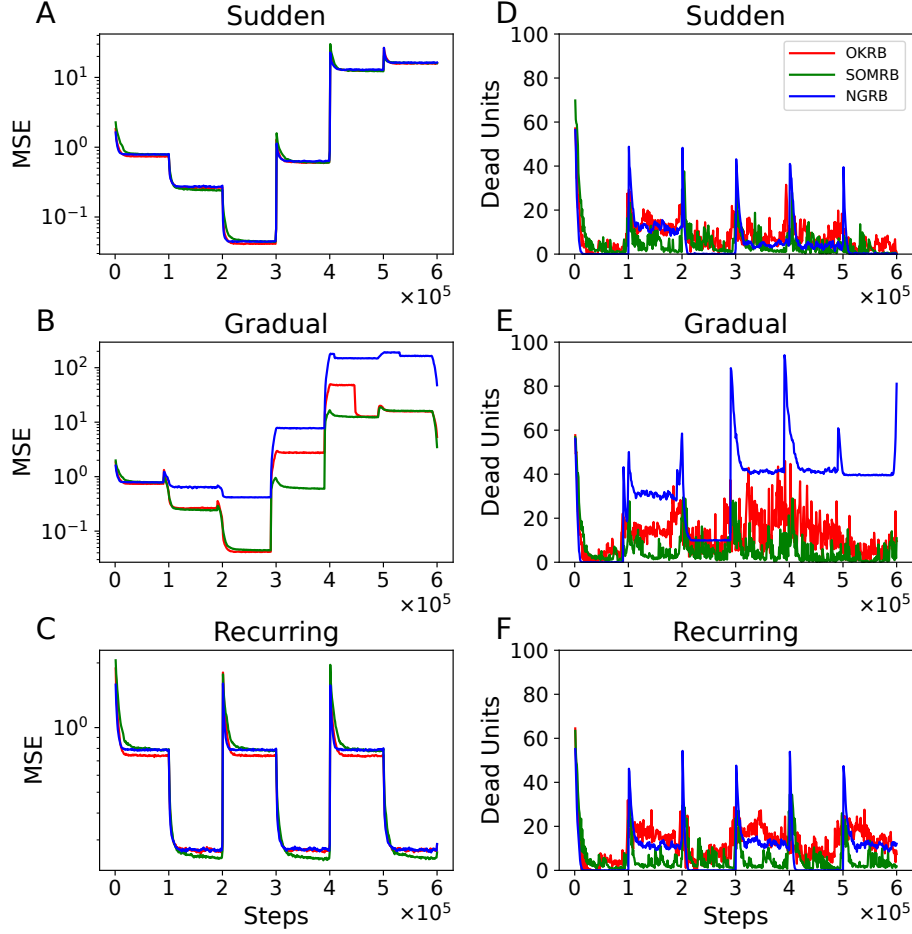 A
Sudden
MSE
10^1
10^0
10^{-1}
0 1 2 3 4 5 6
×10^5
D
Sudden
Dead Units
100
80
60
40
20
0
OKRB
SOMRB
NGRB
0 1 2 3 4 5 6
×10^5
B
Gradual
MSE
10^2
10^1
10^0
10^{-1}
0 1 2 3 4 5 6
×10^5
E
Gradual
Dead Units
100
80
60
40
20
0
0 1 2 3 4 5 6
×10^5
C
Recurring
MSE
10^0
0 1 2 3 4 5 6
Steps
×10^5
F
Recurring
Dead Units
100
80
60
40
20
0
0 1 2 3 4 5 6
Steps
×10^5